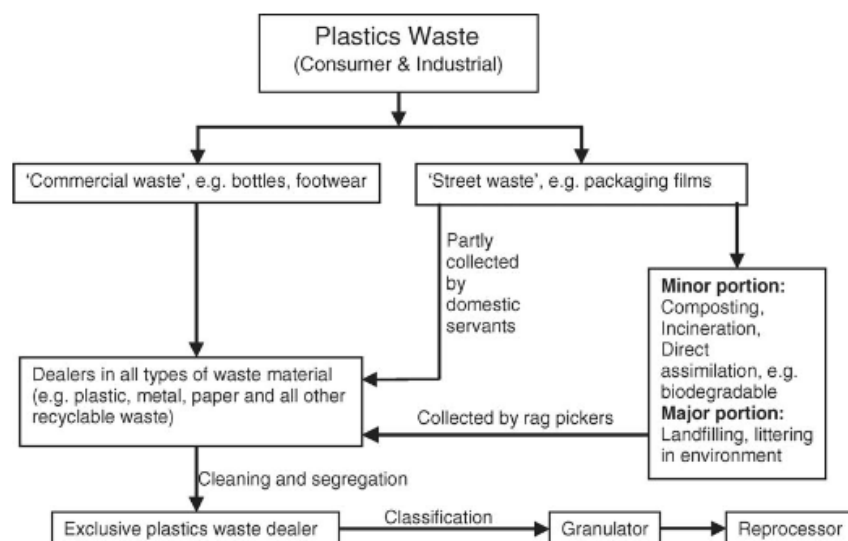 Plastics Waste
(Consumer & Industrial)
'Commercial waste', e.g. bottles, footwear
'Street waste', e.g. packaging films
Partly
collected
by
domestic
servants
Minor portion:
Composting,
Incineration,
Direct
assimilation, e.g.
biodegradable
Major portion:
Landfilling, littering
in environment
Dealers in all types of waste material
(e.g. plastic, metal, paper and all other
recyclable waste)
Collected by rag pickers
Cleaning and segregation
Exclusive plastics waste dealer
Classification
Granulator
Reprocessor